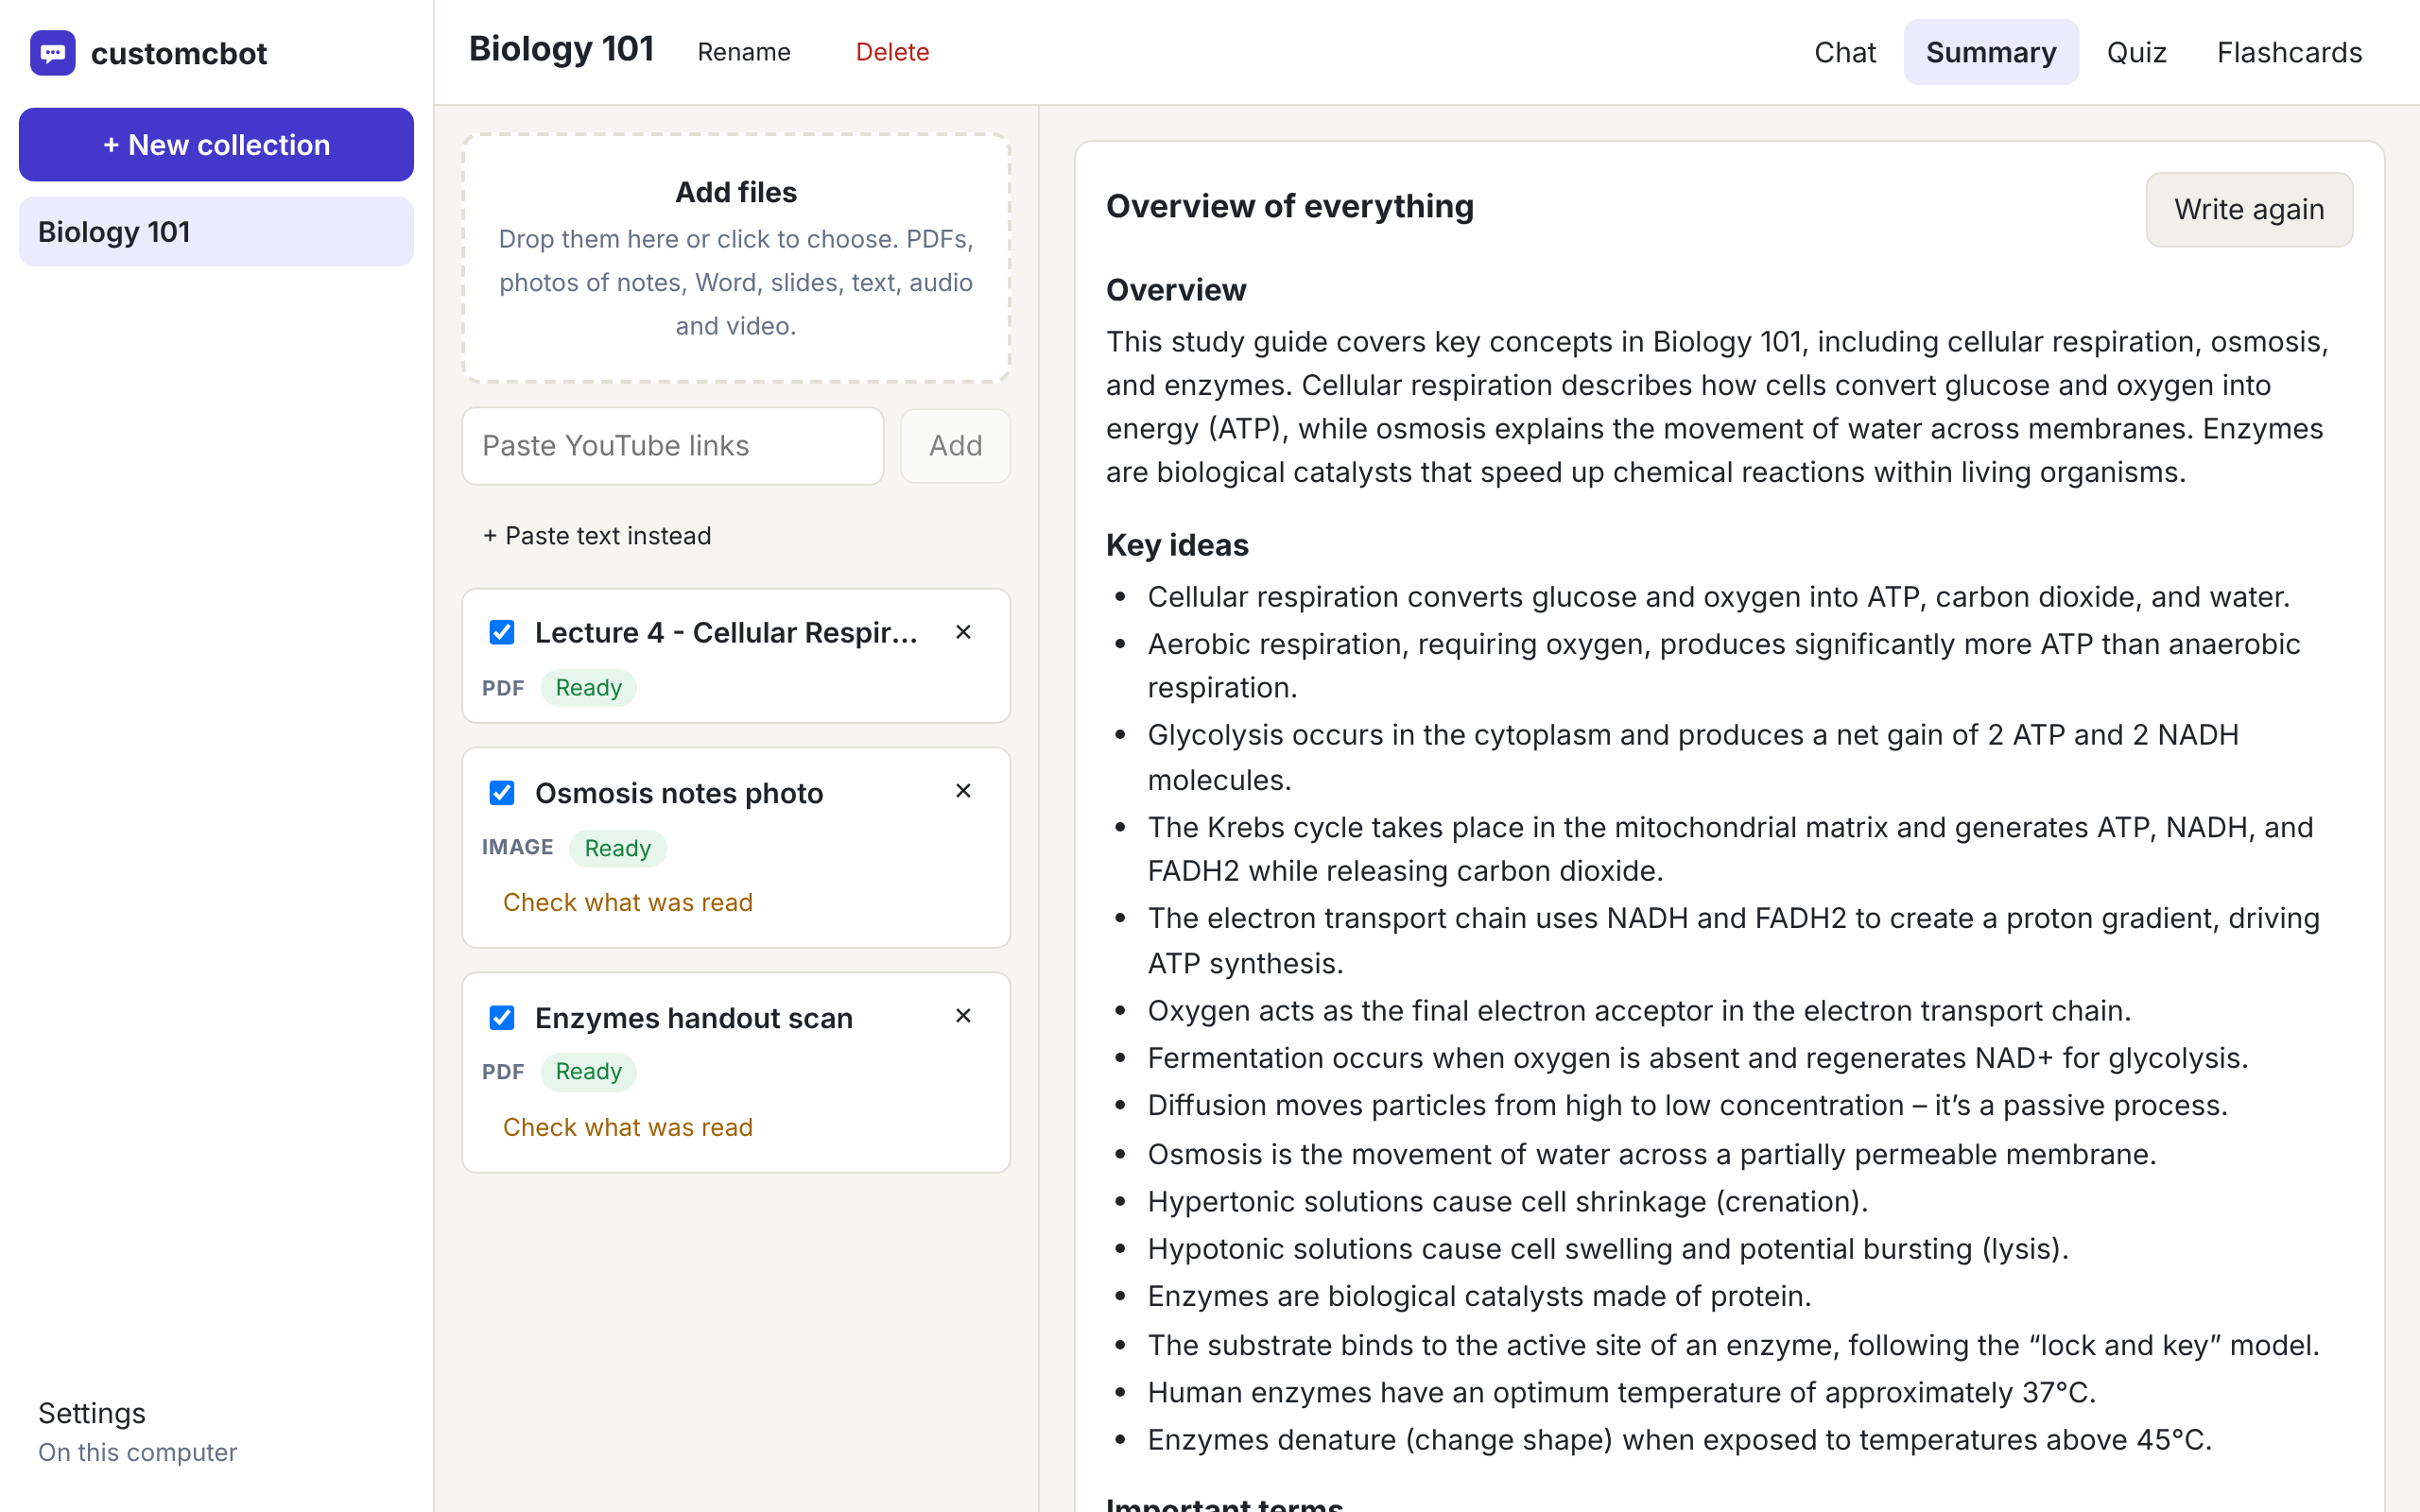 customcbot
+ New collection
Biology 101
Settings
On this computer
Biology 101
Rename
Delete
Chat
Summary
Quiz
Flashcards
Add files
Drop them here or click to choose. PDFs,
photos of notes, Word, slides, text, audio
and video.
Paste YouTube links
Add
+ Paste text instead
Lecture 4 - Cellular Respir...
×
PDF
Ready
Osmosis notes photo
×
IMAGE
Ready
Check what was read
Enzymes handout scan
×
PDF
Ready
Check what was read
Overview of everything
Write again
Overview
This study guide covers key concepts in Biology 101, including cellular respiration, osmosis,
and enzymes. Cellular respiration describes how cells convert glucose and oxygen into
energy (ATP), while osmosis explains the movement of water across membranes. Enzymes
are biological catalysts that speed up chemical reactions within living organisms.
Key ideas
• Cellular respiration converts glucose and oxygen into ATP, carbon dioxide, and water.
• Aerobic respiration, requiring oxygen, produces significantly more ATP than anaerobic
respiration.
• Glycolysis occurs in the cytoplasm and produces a net gain of 2 ATP and 2 NADH
molecules.
• The Krebs cycle takes place in the mitochondrial matrix and generates ATP, NADH, and
FADH2 while releasing carbon dioxide.
• The electron transport chain uses NADH and FADH2 to create a proton gradient, driving
ATP synthesis.
• Oxygen acts as the final electron acceptor in the electron transport chain.
• Fermentation occurs when oxygen is absent and regenerates NAD+ for glycolysis.
• Diffusion moves particles from high to low concentration – it’s a passive process.
• Osmosis is the movement of water across a partially permeable membrane.
• Hypertonic solutions cause cell shrinkage (crenation).
• Hypotonic solutions cause cell swelling and potential bursting (lysis).
• Enzymes are biological catalysts made of protein.
• The substrate binds to the active site of an enzyme, following the “lock and key” model.
• Human enzymes have an optimum temperature of approximately 37°C.
• Enzymes denature (change shape) when exposed to temperatures above 45°C.
Important terms